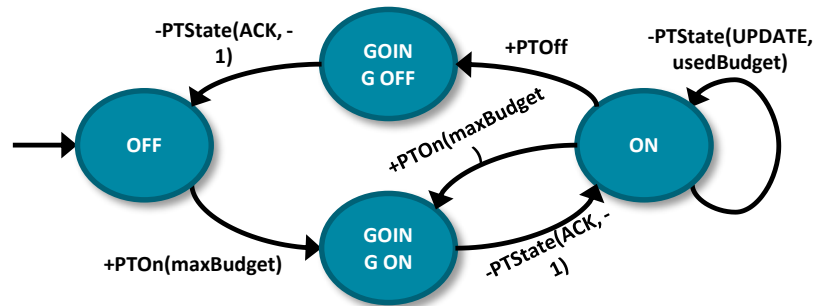 -PTState(ACK, -
1)
GOIN
G OFF
+PTOff
-PTState(UPDATE,
usedBudget)
OFF
+PTOn(maxBudget
)
ON
+PTOn(maxBudget)
GOIN
G ON
-PTState(ACK, -
1)